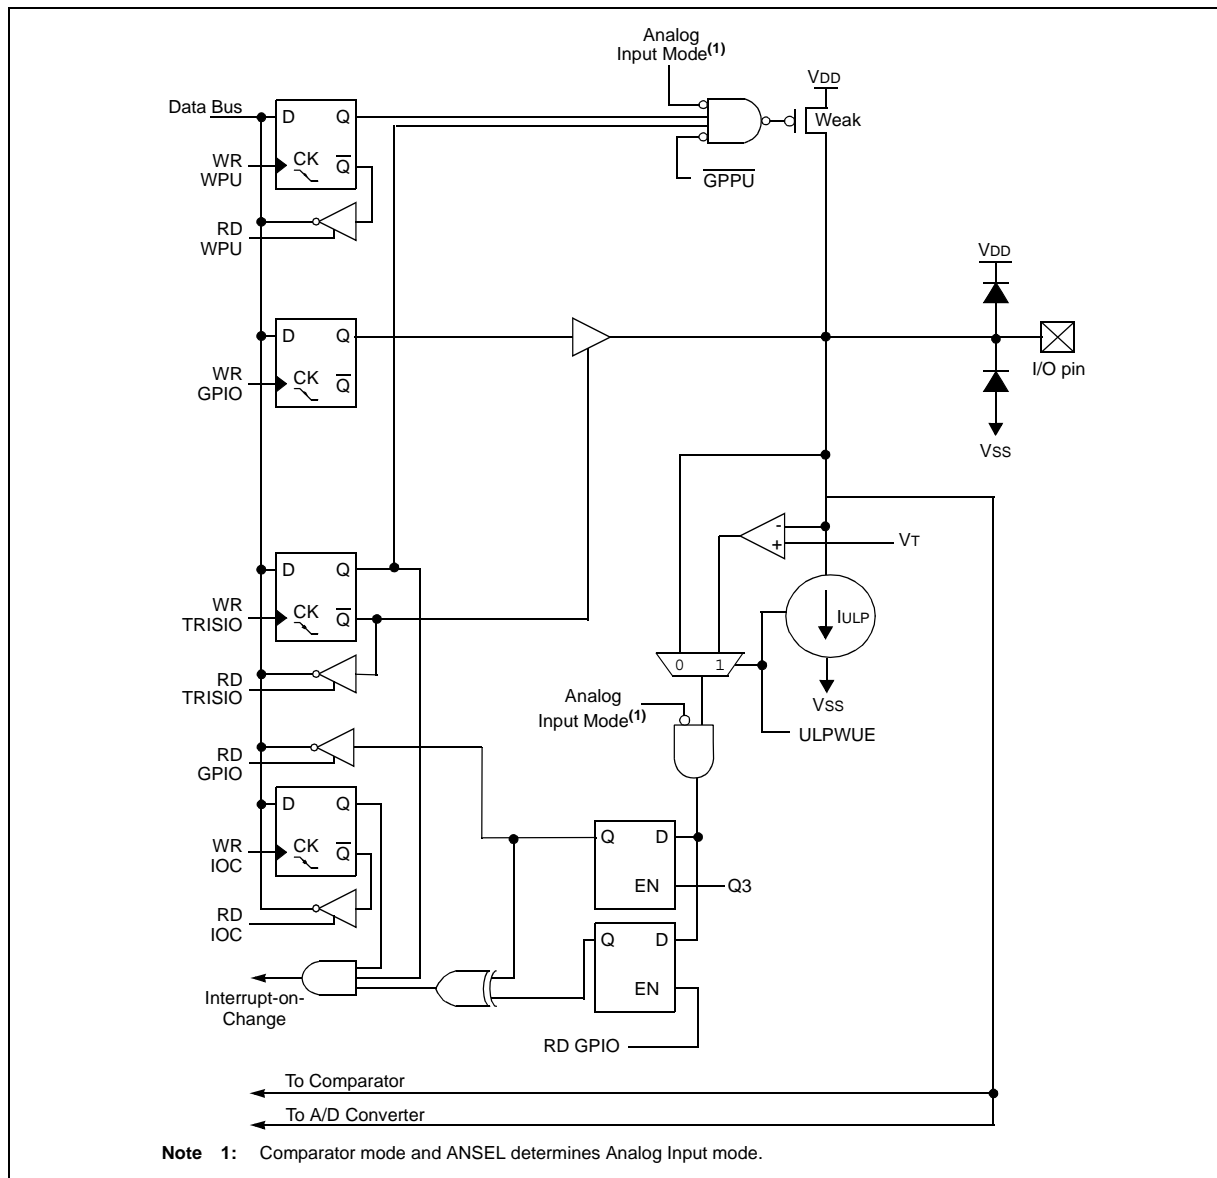 Analog
Input Mode(1)
VDD
Data Bus
D Q
Weak
WR
WPU
CK Q
GPPU
RD
WPU
VDD
D Q
I/O pin
WR
GPIO
CK Q
VSS
- 
+
VT
D Q
WR
TRISIO
CK Q
IULP
0 1
RD
TRISIO
VSS
Analog
Input Mode(1)
ULPWUE
RD
GPIO
D Q
Q D
WR
IOC
CK Q
EN
Q3
RD
IOC
Q D
EN
Interrupt-on-
Change
RD GPIO
To Comparator
To A/D Converter
Note 1: Comparator mode and ANSEL determines Analog Input mode.